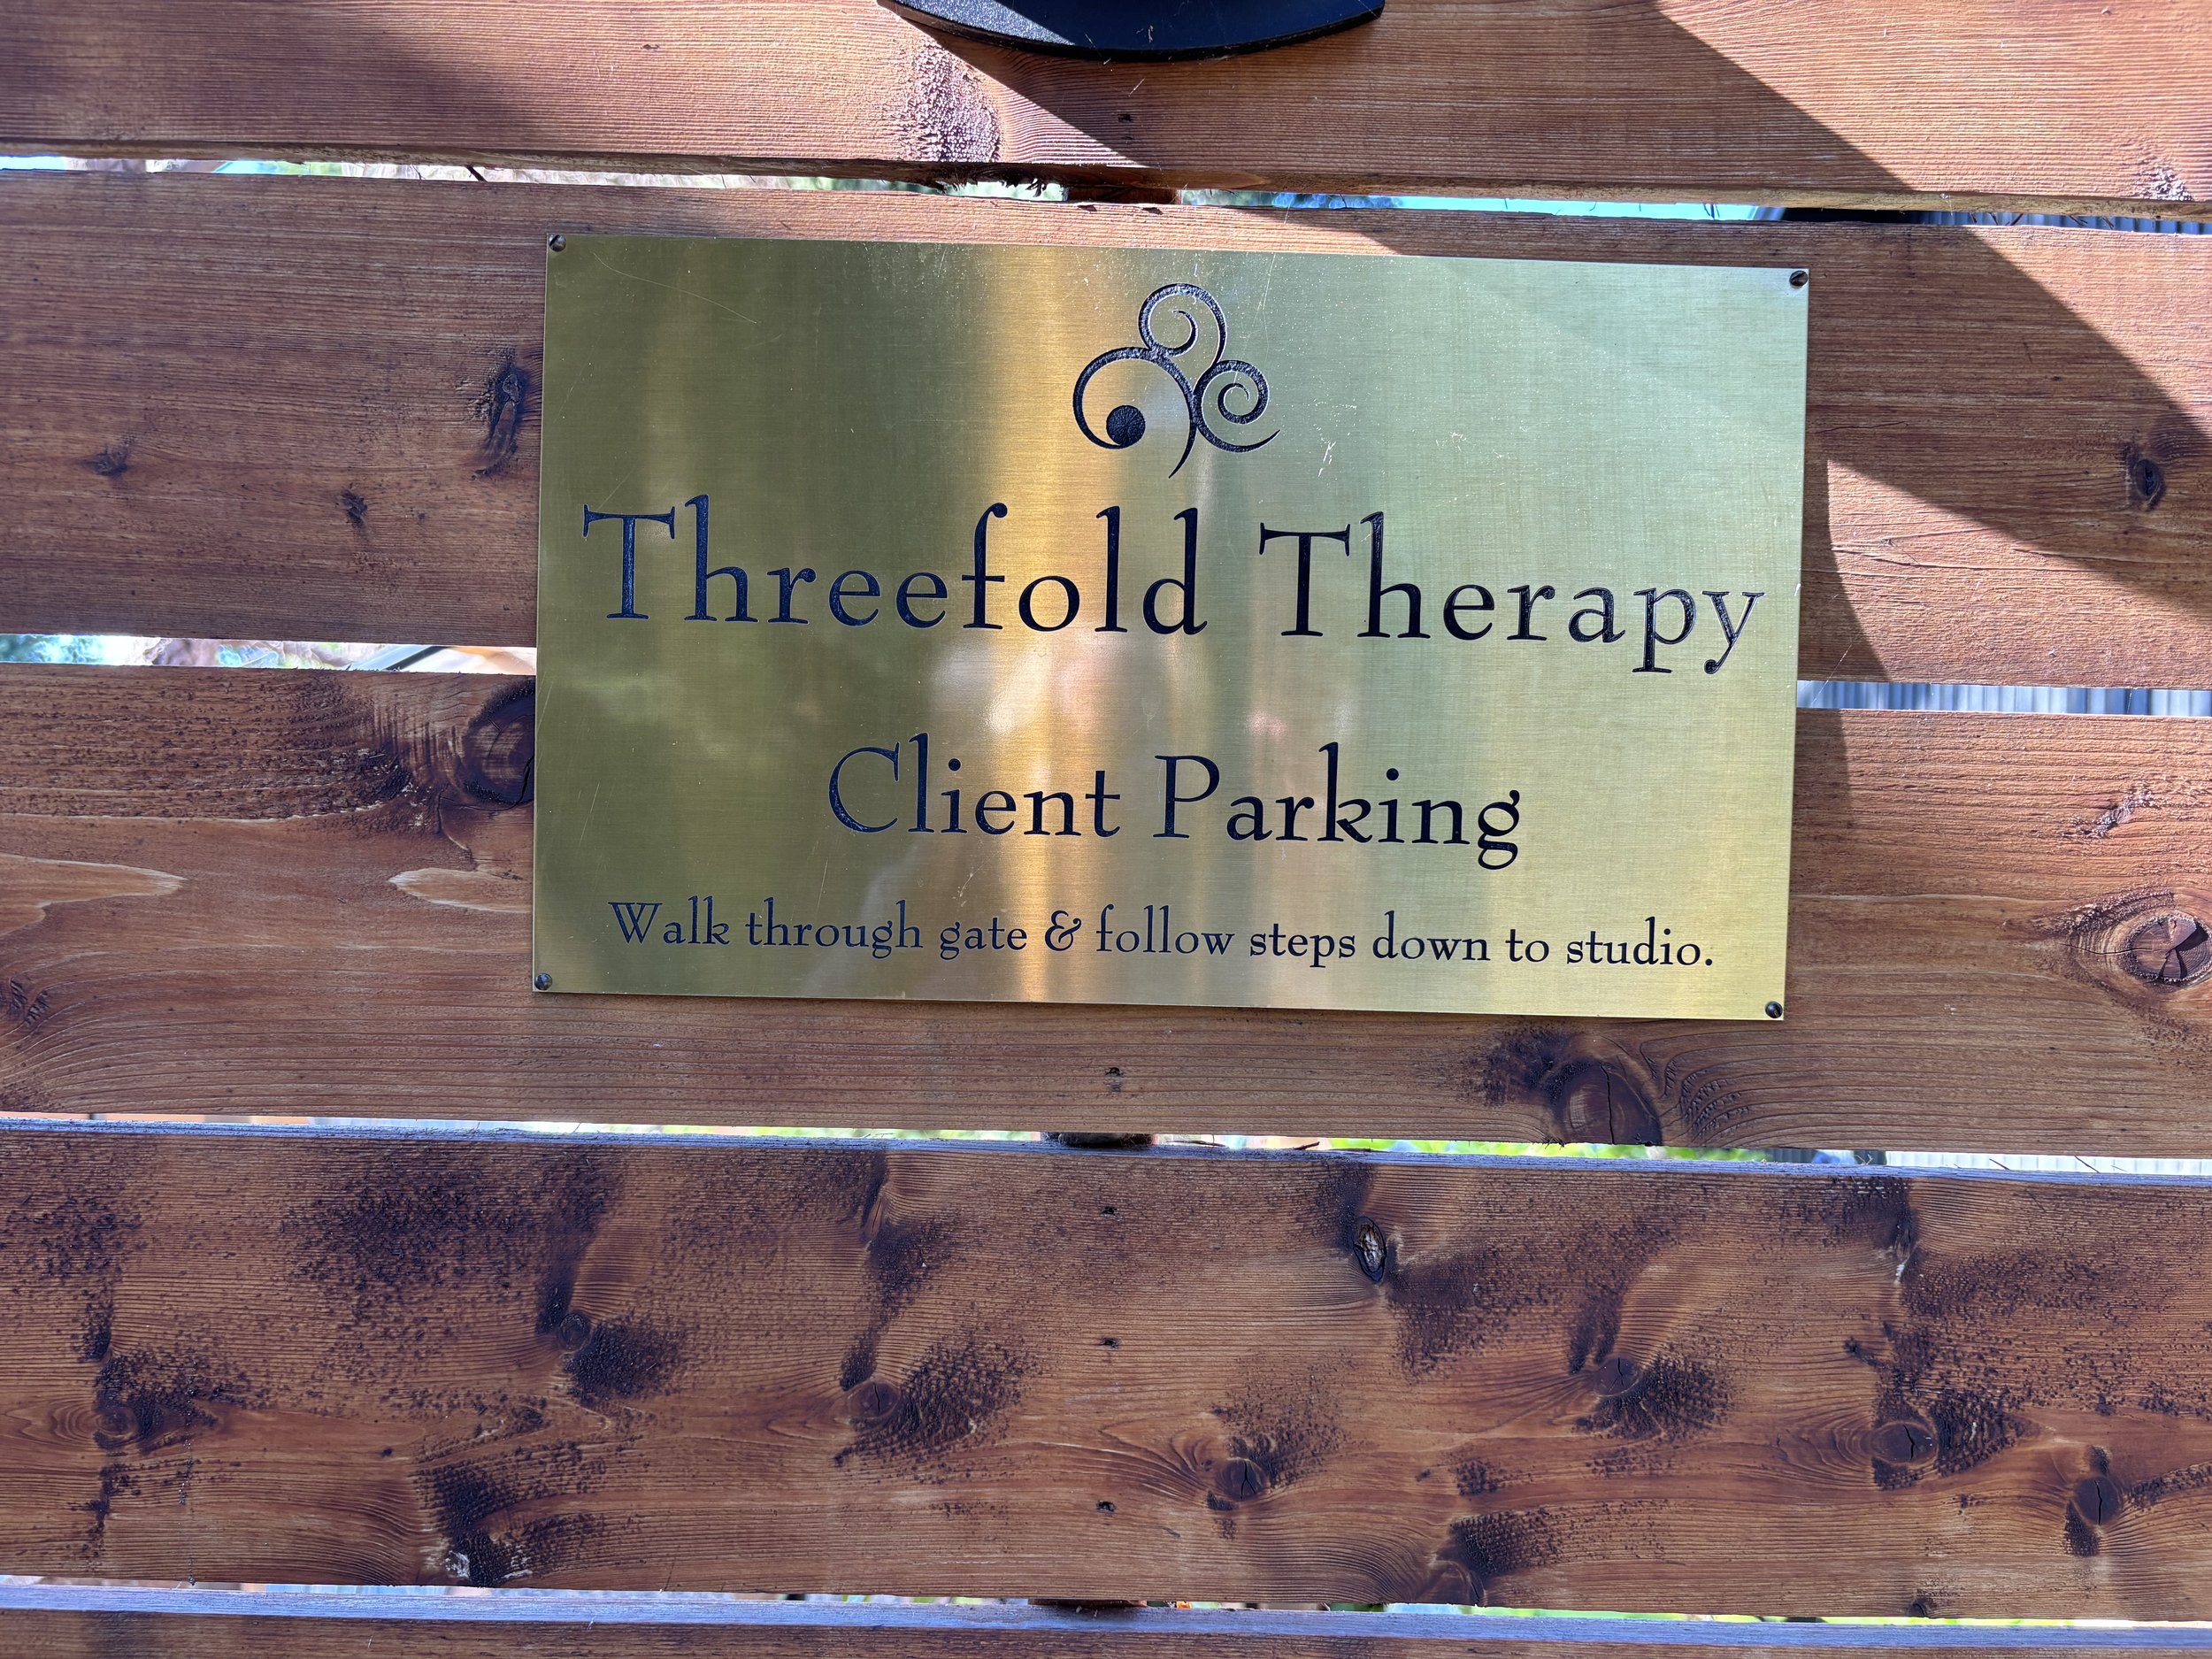 Threefold Therapy
Client Parking
Walk through gate & follow steps down to studio.